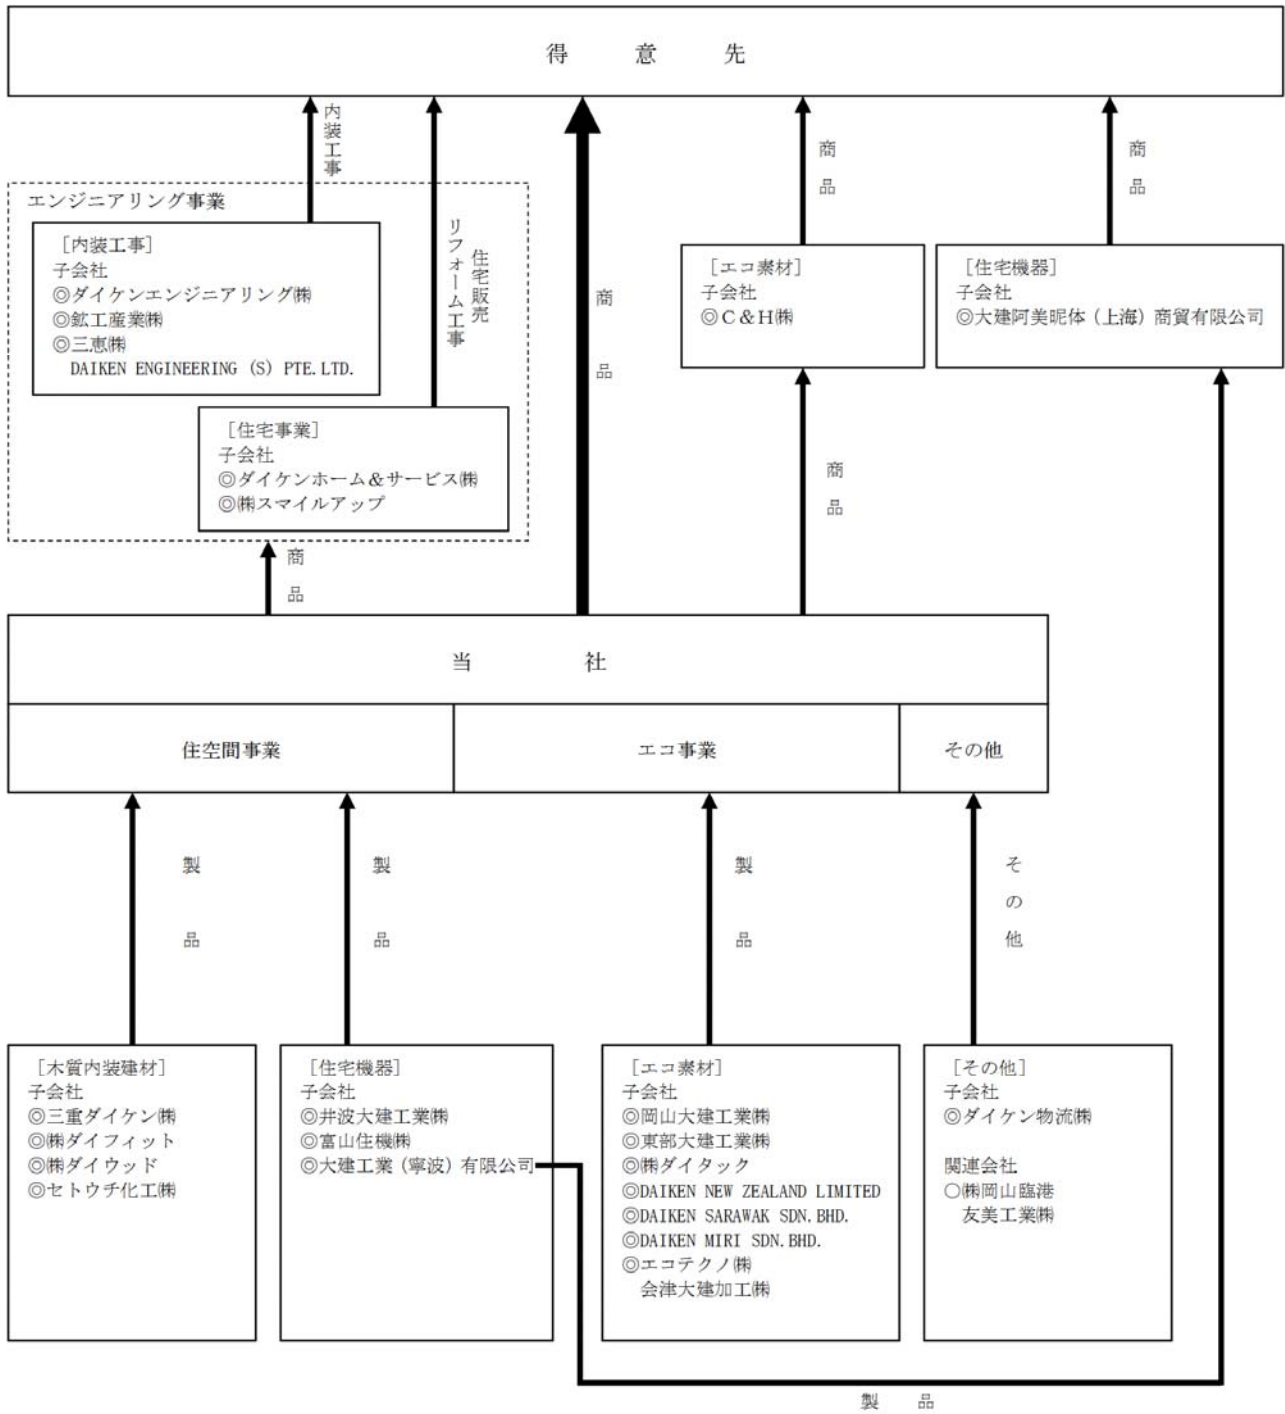 得意先
内装工事
商品
商品
エンジニアリング事業
［内装工事］
子会社
◎ダイケンエンジニアリング㈱
◎鉱工産業㈱
◎三恵㈱
DAIKEN ENGINEERING (S) PTE.LTD.
住宅販売
リフォーム工事
商品
［エコ素材］
子会社
◎Ｃ＆Ｈ㈱
［住宅機器］
子会社
◎大建阿美昵体（上海）商貿有限公司
［住宅事業］
子会社
◎ダイケンホーム＆サービス㈱
◎㈱スマイルアップ
商品
商品
当社
住空間事業
エコ事業
その他
製品
製品
製品
その他
［木質内装建材］
子会社
◎三重ダイケン㈱
◎㈱ダイフィット
◎㈱ダイウッド
◎セトウチ化工㈱
［住宅機器］
子会社
◎井波大建工業㈱
◎富山住機㈱
◎大建工業（寧波）有限公司
［エコ素材］
子会社
◎岡山大建工業㈱
◎東部大建工業㈱
◎㈱ダイタック
◎DAIKEN NEW ZEALAND LIMITED
◎DAIKEN SARAWAK SDN.BHD.
◎DAIKEN MIRI SDN.BHD.
◎エコテクノ㈱
会津大建加工㈱
［その他］
子会社
◎ダイケン物流㈱
関連会社
○㈱岡山臨港
友美工業㈱
製品